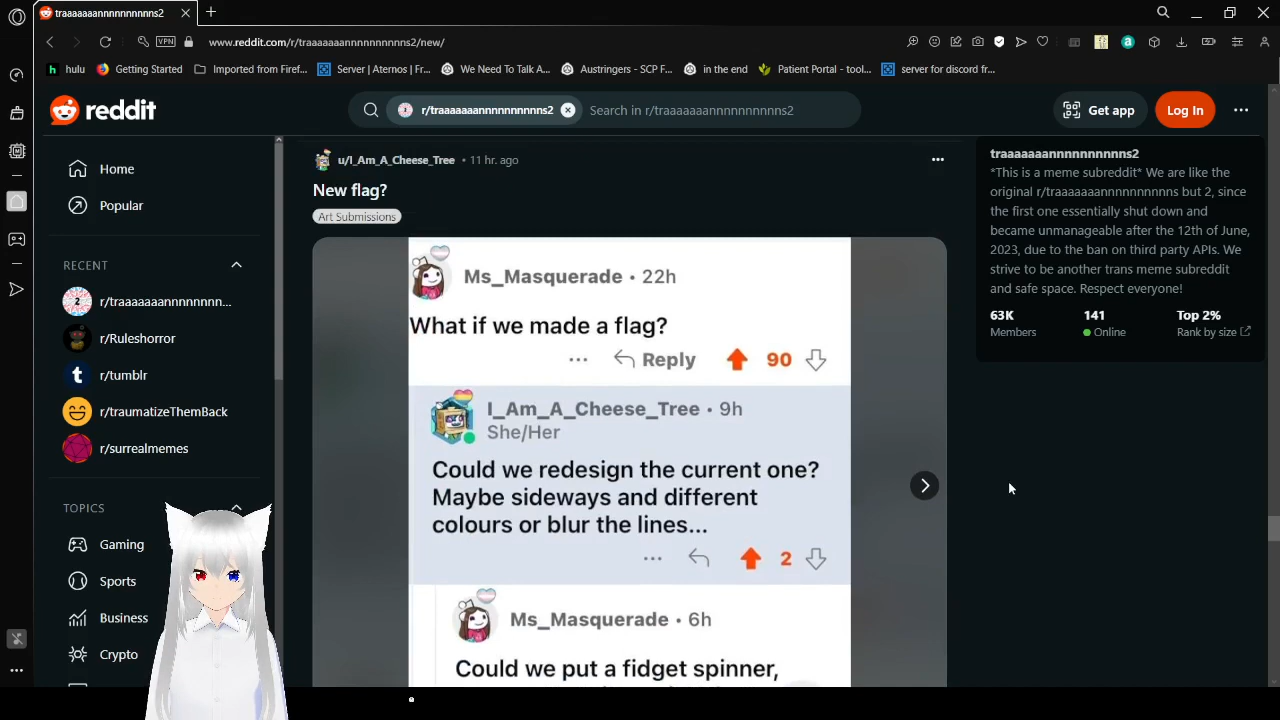 traaaaaaannnnnnnnnns2
www.reddit.com/r/traaaaaaannnnnnnnnns2/new/
VPN
hulu
Getting Started
Imported from Firef...
Server | Aternos | Fr...
We Need To Talk A...
Austringers - SCP F...
in the end
Patient Portal - tool...
server for discord fr...
reddit
r/traaaaaaannnnnnnnnns2
Search in r/traaaaaaannnnnnnnnns2
Get app
Log In
Home
Popular
RECENT
r/traaaaaaannnnnnn...
r/Ruleshorror
r/tumblr
r/traumatizeThemBack
r/surrealmemes
TOPICS
Gaming
Sports
Business
Crypto
u/I_Am_A_Cheese_Tree • 11 hr. ago
New flag?
Art Submissions
Ms_Masquerade • 22h
What if we made a flag?
Reply 90
I_Am_A_Cheese_Tree • 9h
She/Her
Could we redesign the current one?
Maybe sideways and different
colours or blur the lines...
2
Ms_Masquerade • 6h
Could we put a fidget spinner,
traaaaaaannnnnnnnnns2
*This is a meme subreddit* We are like the
original r/traaaaaaannnnnnnnnns but 2, since
the first one essentially shut down and
became unmanageable after the 12th of June,
2023, due to the ban on third party APIs. We
strive to be another trans meme subreddit
and safe space. Respect everyone!
63K 141 Top 2%
Members Online Rank by size